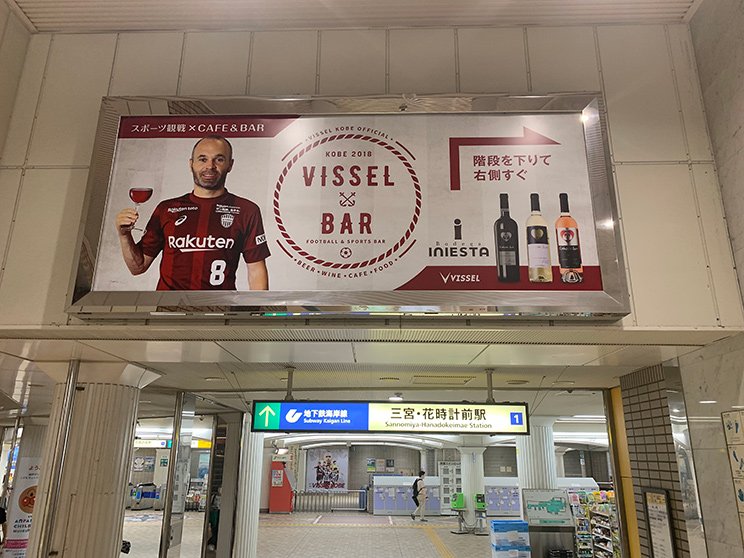 スポーツ観戦×CAFE&BAR
VISSEL KOBE OFFICIAL
KOBE 2018
VISSEL
BAR
FOOTBALL & SPORTS BAR
BEER・WINE・CAFE・FOOD
階段を下りて
右側すぐ
Bodega
INIESTA
VISSEL
Rakuten
8
地下鉄海岸線
Subway Kaigan Line
三宮・花時計前駅
Sannomiya-Hanadokeimae Station
1